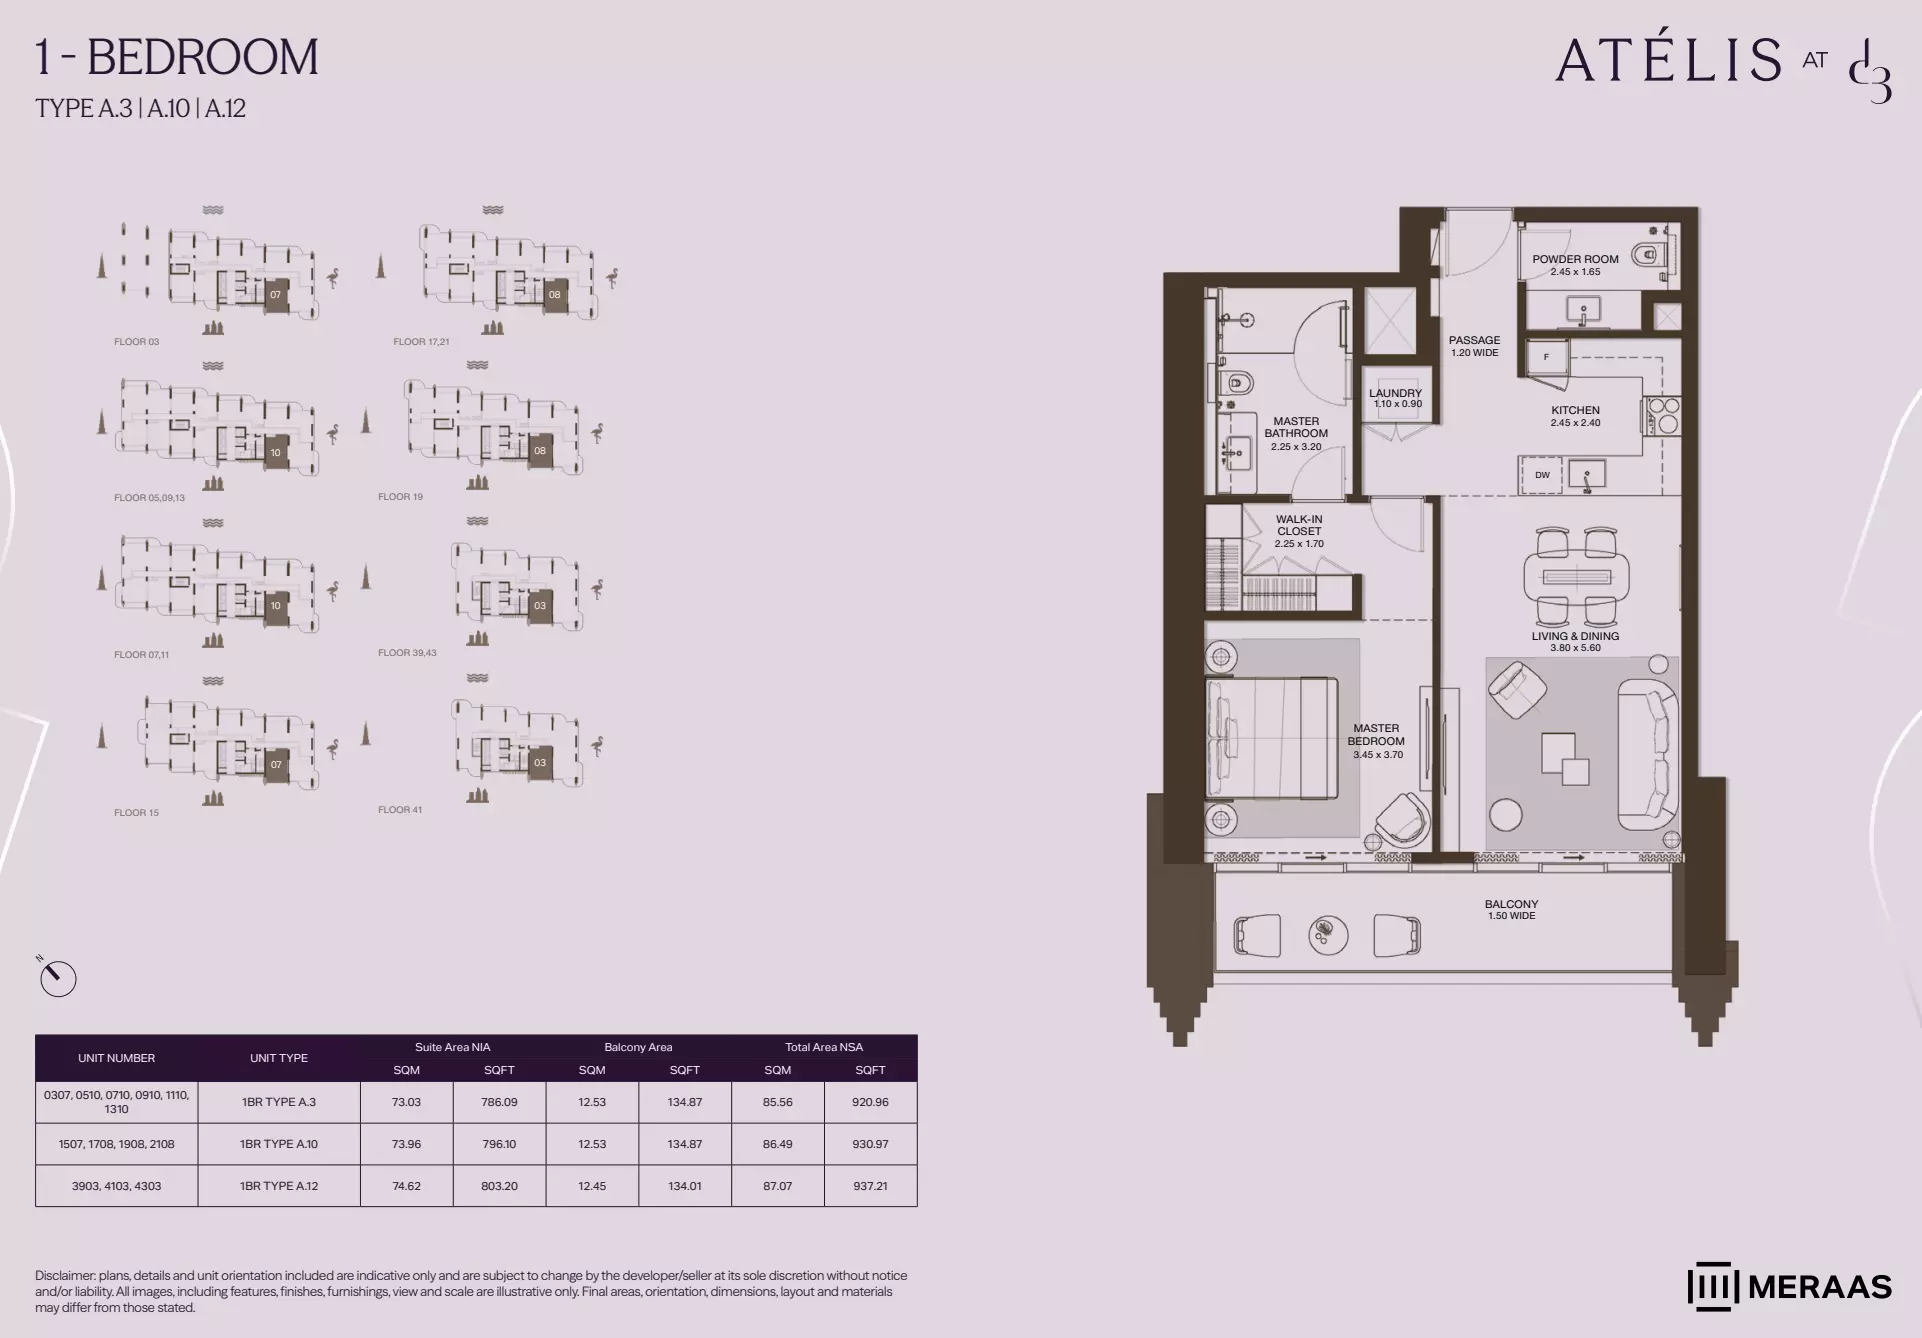 1 - BEDROOM
TYPE A.3 | A.10 | A.12
ATÉLIS AT d3
07
FLOOR 03
08
FLOOR 17,21
10
FLOOR 05,09,13
08
FLOOR 19
10
FLOOR 07,11
03
FLOOR 39,43
07
FLOOR 15
03
FLOOR 41
N
POWDER ROOM
2.45 x 1.65
PASSAGE
1.20 WIDE
F
LAUNDRY
1.10 x 0.90
KITCHEN
2.45 x 2.40
MASTER
BATHROOM
2.25 x 3.20
DW
WALK-IN
CLOSET
2.25 x 1.70
LIVING & DINING
3.80 x 5.60
MASTER
BEDROOM
3.45 x 3.70
BALCONY
1.50 WIDE
UNIT NUMBER UNIT TYPE Suite Area NIA Balcony Area Total Area NSA
SQM SQFT SQM SQFT SQM SQFT
0307, 0510, 0710, 0910, 1110,
1310 1BR TYPE A.3 73.03 786.09 12.53 134.87 85.56 920.96
1507, 1708, 1908, 2108 1BR TYPE A.10 73.96 796.10 12.53 134.87 86.49 930.97
3903, 4103, 4303 1BR TYPE A.12 74.62 803.20 12.45 134.01 87.07 937.21
Disclaimer: plans, details and unit orientation included are indicative only and are subject to change by the developer/seller at its sole discretion without notice
and/or liability. All images, including features, finishes, furnishings, view and scale are illustrative only. Final areas, orientation, dimensions, layout and materials
may differ from those stated.
MERAAS